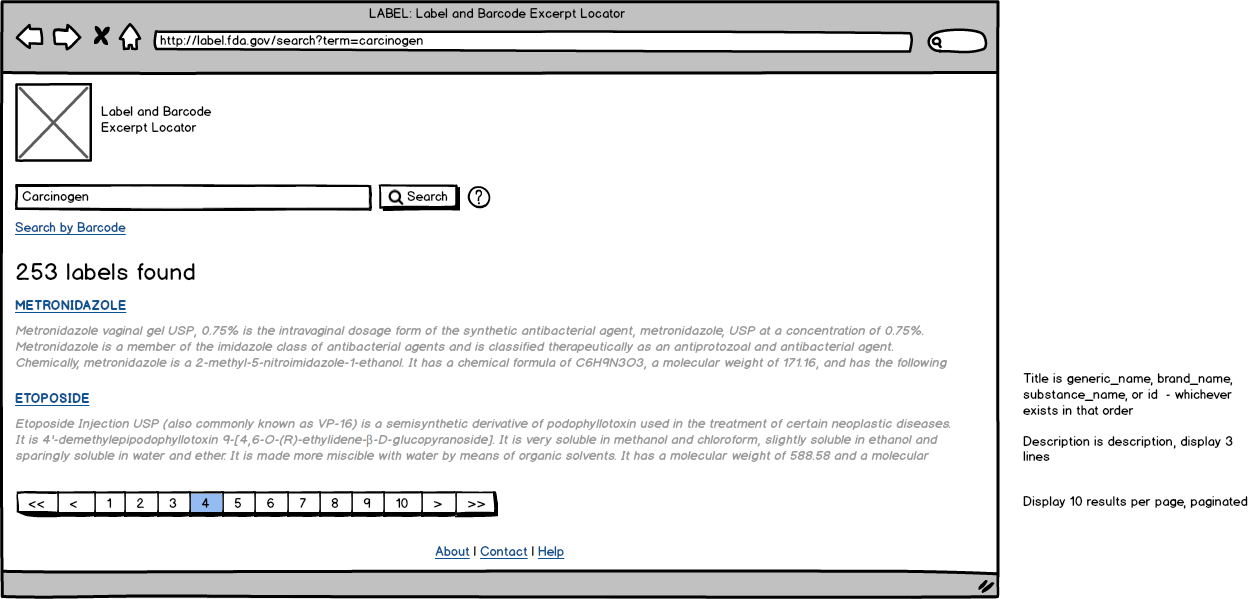 LABEL: Label and Barcode Excerpt Locator
http://label.fda.gov/search?term=carcinogen
Label and Barcode
Excerpt Locator
Carcinogen
Search
?
Search by Barcode
253 labels found
METRONIDAZOLE
Metronidazole vaginal gel USP, 0.75% is the intravaginal dosage form of the synthetic antibacterial agent, metronidazole, USP at a concentration of 0.75%.
Metronidazole is a member of the imidazole class of antibacterial agents and is classified therapeutically as an antiprotozoal and antibacterial agent.
Chemically, metronidazole is a 2-methyl-5-nitroimidazole-1-ethanol. It has a chemical formula of C6H9N3O3, a molecular weight of 171.16, and has the following
ETOPOSIDE
Etoposide Injection USP (also commonly known as VP-16) is a semisynthetic derivative of podophyllotoxin used in the treatment of certain neoplastic diseases.
It is 4'-demethylepipodophyllotoxin 9-[4,6-O-(R)-ethylidene-β-D-glucopyranoside]. It is very soluble in methanol and chloroform, slightly soluble in ethanol and
sparingly soluble in water and ether. It is made more miscible with water by means of organic solvents. It has a molecular weight of 588.58 and a molecular
<< < 1 2 3 4 5 6 7 8 9 10 > >>
About | Contact | Help
Title is generic_name, brand_name,
substance_name, or id - whichever
exists in that order
Description is description, display 3
lines
Display 10 results per page, paginated